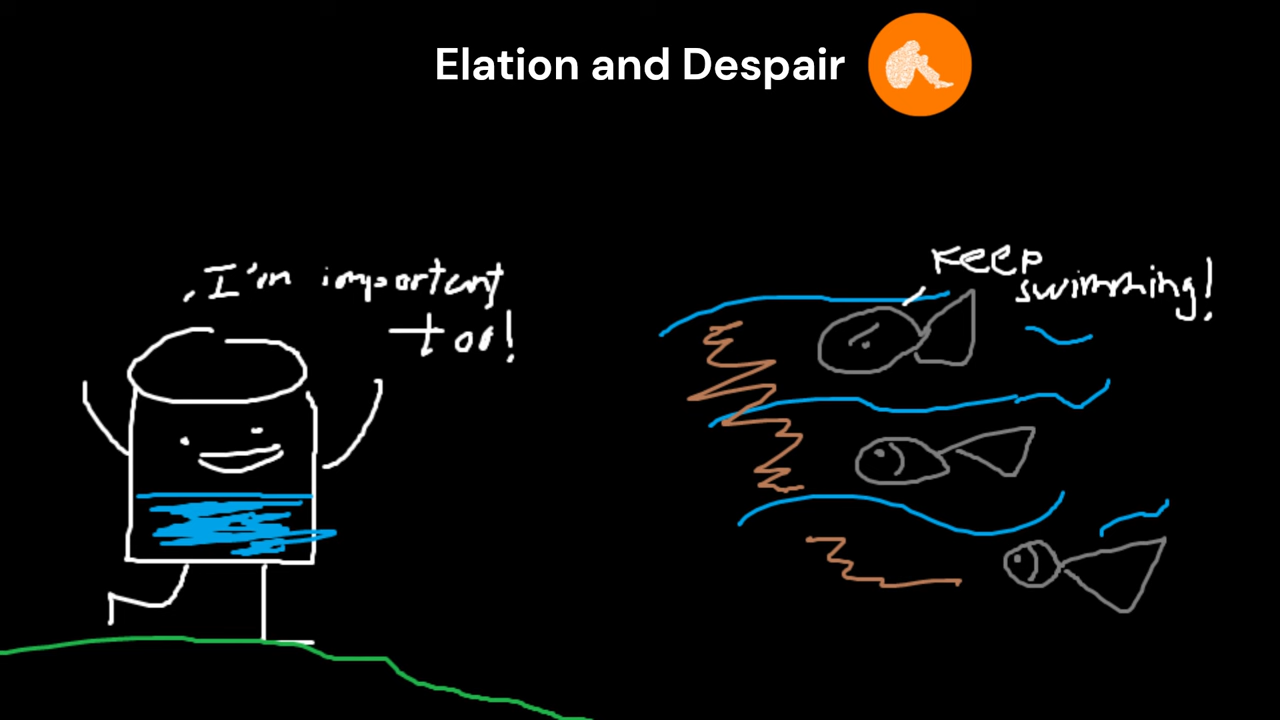 Elation and Despair
I'm important
too!
Keep
swimming!